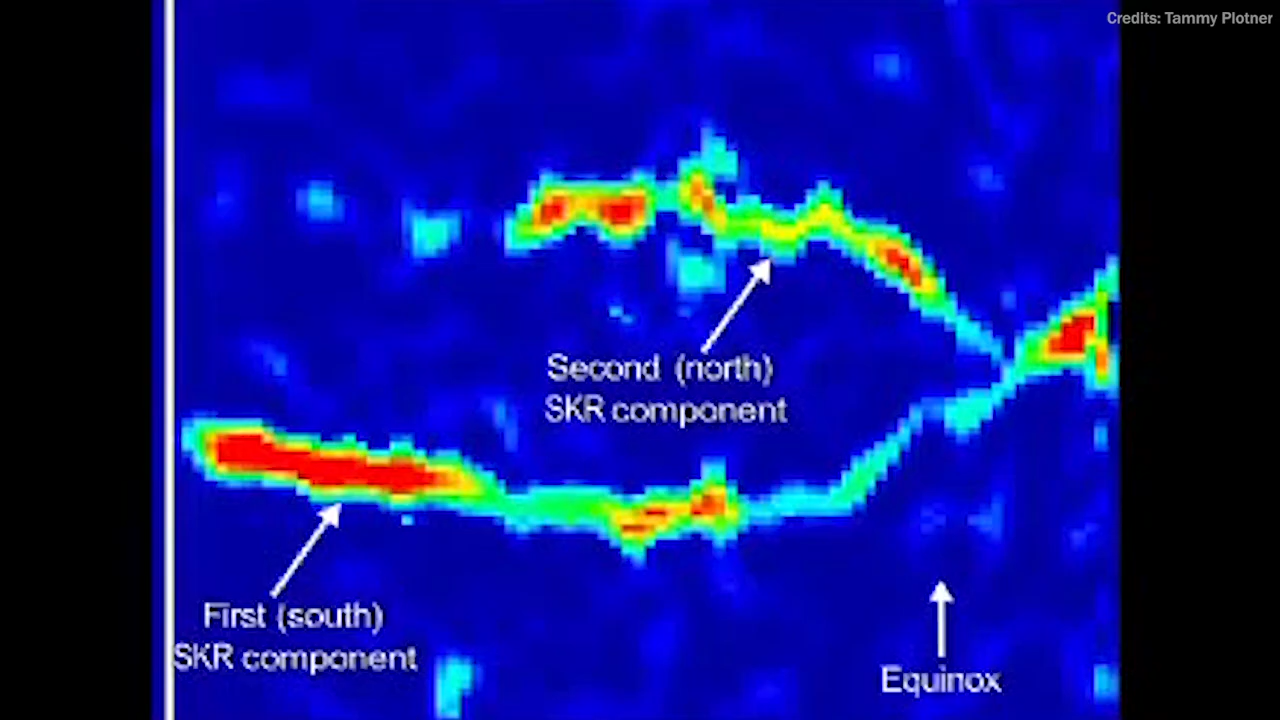 Credits: Tammy Plotner
Second (north)
SKR component
First (south)
SKR component
Equinox